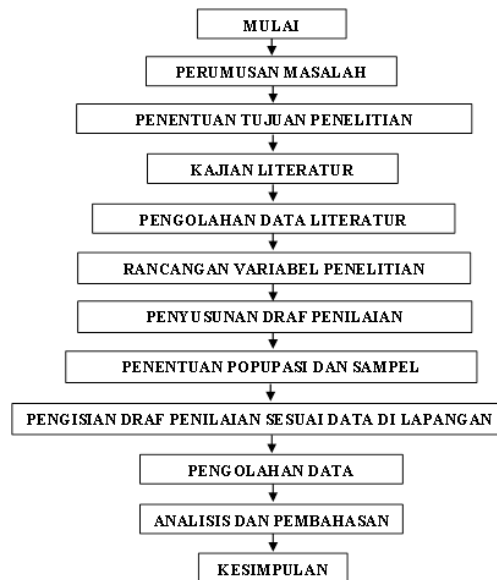 MULAI
PERUMUSAN MASALAH
PENENTUAN TUJUAN PENELITIAN
KAJIAN LITERATUR
PENGOLAHAN DATA LITERATUR
RANCANGAN VARIABEL PENELITIAN
PENYUSUNAN DRAF PENILAIAN
PENENTUAN POPUPASI DAN SAMPEL
PENGISIAN DRAF PENILAIAN SESUAI DATA DI LAPANGAN
PENGOLAHAN DATA
ANALISIS DAN PEMBAHASAN
KESIMPULAN